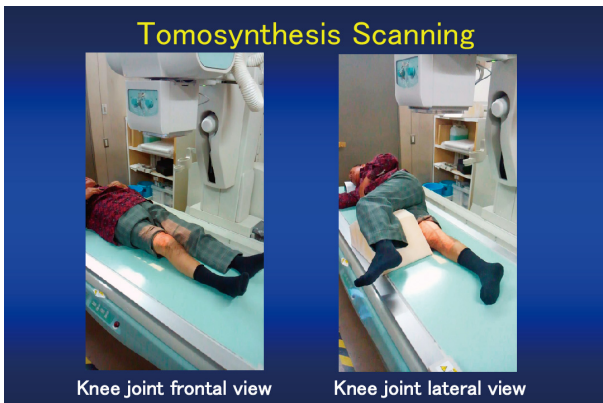 Tomosynthesis Scanning
Knee joint frontal view
Knee joint lateral view